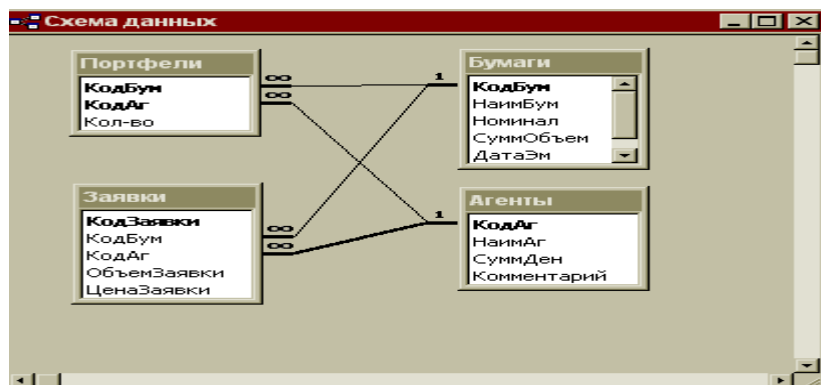 Схема данных
Портфели
КодБум
КодАг
Кол-во
∞
∞
1
Бумаги
КодБум
НаимБум
Номинал
СуммОбъем
ДатаЭм
Заявки
КодЗаявки
КодБум
КодАг
ОбъемЗаявки
ЦенаЗаявки
∞
∞
1
Агенты
КодАг
НаимАг
СуммДен
Комментарий